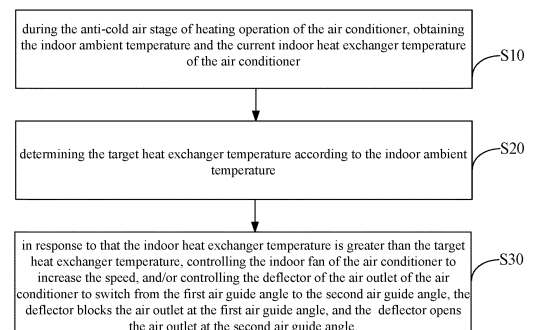 during the anti-cold air stage of heating operation of the air conditioner, obtaining
the indoor ambient temperature and the current indoor heat exchanger temperature
of the air conditioner
S10
determining the target heat exchanger temperature according to the indoor ambient
temperature
S20
in response to that the indoor heat exchanger temperature is greater than the target
heat exchanger temperature, controlling the indoor fan of the air conditioner to
increase the speed, and/or controlling the deflector of the air outlet of the air
conditioner to switch from the first air guide angle to the second air guide angle, the
deflector blocks the air outlet at the first air guide angle, and the deflector opens
the air outlet at the second air guide angle
S30